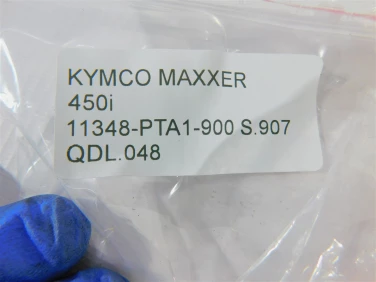 KYMCO MAXXER
450i
11348-PTA1-900 S.907
QDL.048